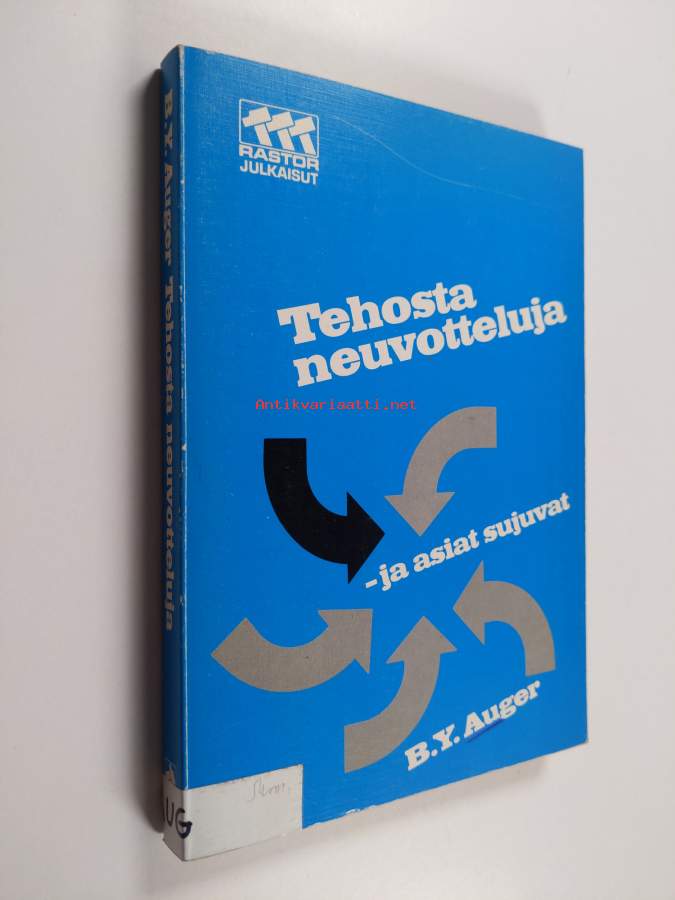 RASTOR
JULKAISUT
Tehosta
neuvotteluja
Antikvariaatti.net
-ja asiat sujuvat
B.Y. Auger
B.Y. Auger Tehosta neuvotteluja
UG